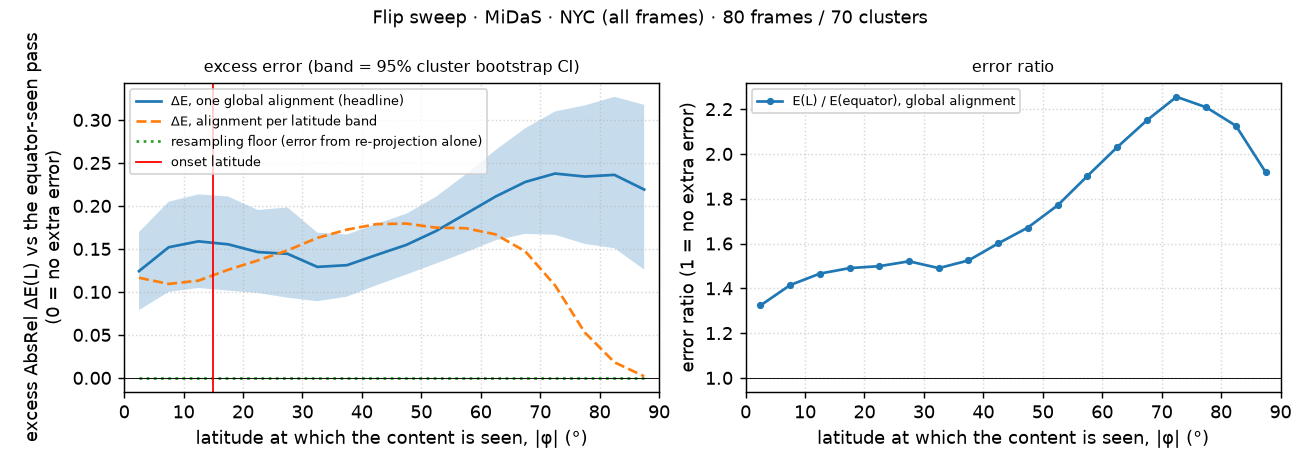 Flip sweep · MiDaS · NYC (all frames) · 80 frames / 70 clusters
excess error (band = 95% cluster bootstrap CI)
excess AbsRel ΔE(L) vs the equator-seen pass
(0 = no extra error)
0.30
0.25
0.20
0.15
0.10
0.05
0.00
ΔE, one global alignment (headline)
ΔE, alignment per latitude band
resampling floor (error from re-projection alone)
onset latitude
0 10 20 30 40 50 60 70 80 90
latitude at which the content is seen, |φ| (°)
error ratio
error ratio (1 = no extra error)
2.2
2.0
1.8
1.6
1.4
1.2
1.0
E(L) / E(equator), global alignment
0 10 20 30 40 50 60 70 80 90
latitude at which the content is seen, |φ| (°)